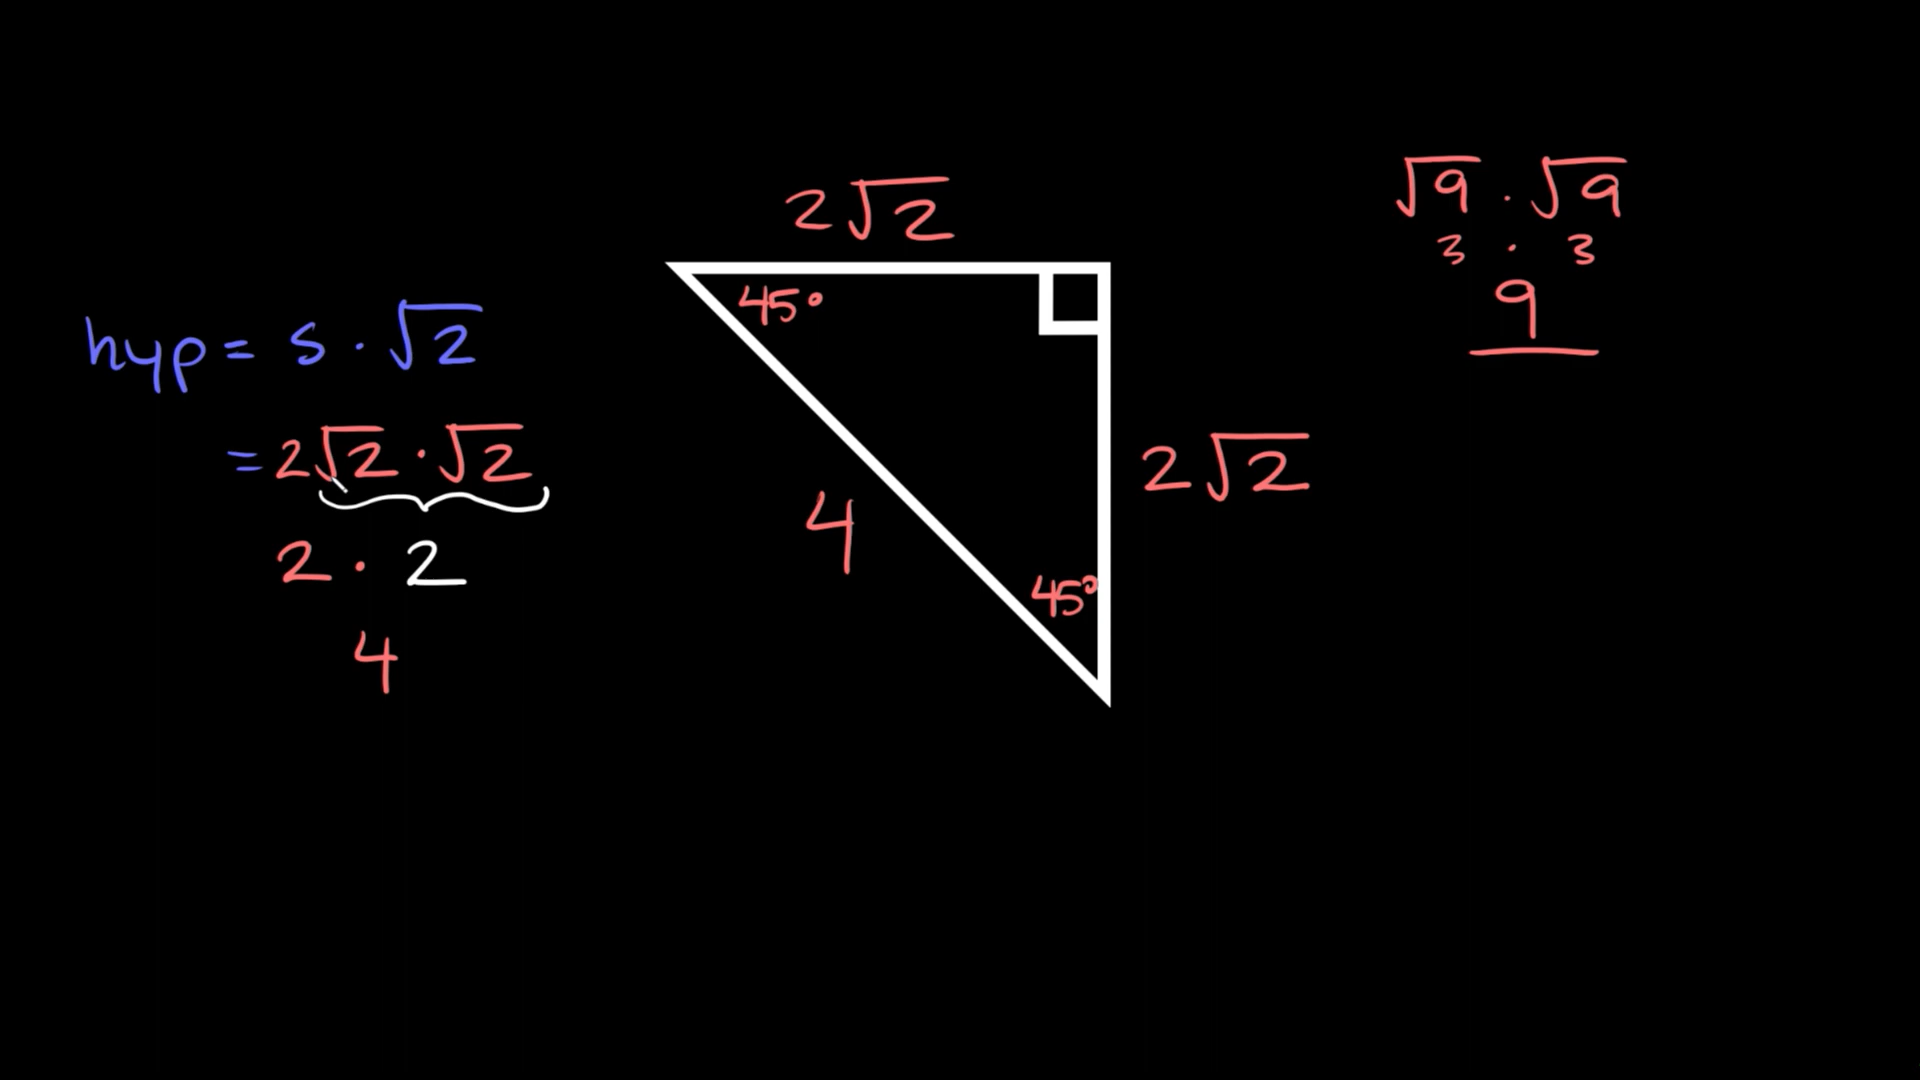 hyp = s · √2
= 2√2 · √2
2 · 2
4
2√2
45°
4
2√2
45°
√9 · √9
3 · 3
9